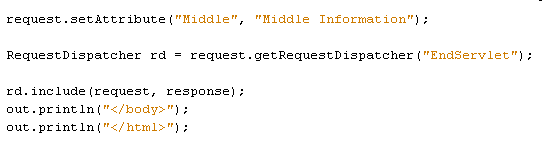 request.setAttribute("Middle", "Middle Information");
RequestDispatcher rd = request.getRequestDispatcher("EndServlet");
rd.include(request, response);
out.println("</body>");
out.println("</html>");